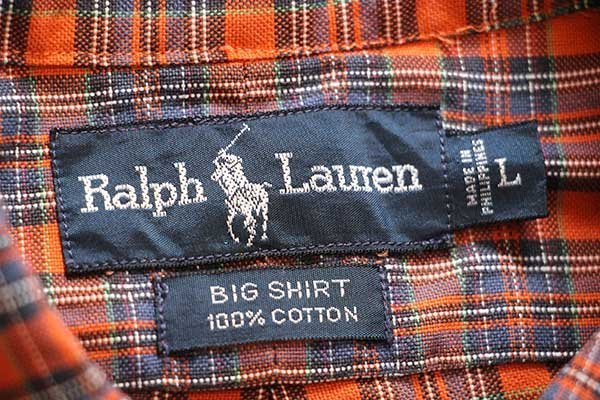 Ralph Lauren
MADE IN
PHILIPPINES
L
BIG SHIRT
100% COTTON